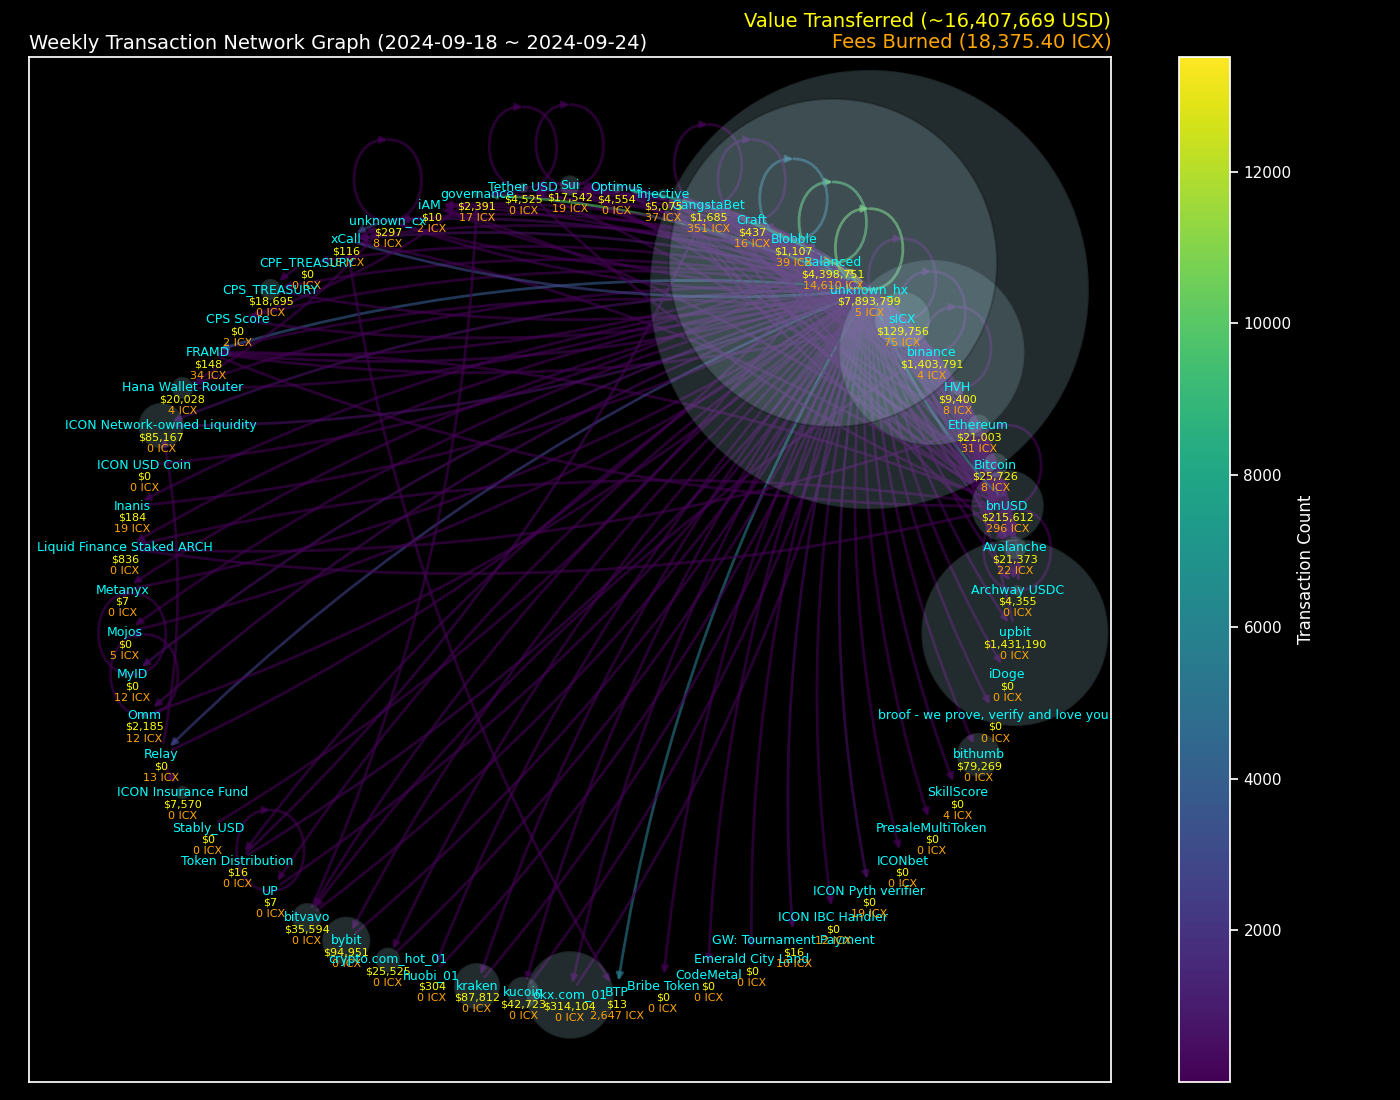 Value Transferred (~16,407,669 USD)
Weekly Transaction Network Graph (2024-09-18 ~ 2024-09-24)
Fees Burned (18,375.40 ICX)
Tether USD
$4,525
0 ICX
Sui
$17,542
19 ICX
Optimus
$4,554
0 ICX
Injective
$5,075
37 ICX
GangstaBet
$1,685
351 ICX
Craft
$437
16 ICX
Blobble
$1,107
39 ICX
Balanced
$4,398,751
14,610 ICX
unknown_hx
$7,893,799
5 ICX
sICX
$129,756
75 ICX
binance
$1,403,791
4 ICX
HVH
$9,400
8 ICX
Ethereum
$21,003
31 ICX
Bitcoin
$25,726
8 ICX
bnUSD
$215,612
296 ICX
Avalanche
$21,373
22 ICX
Archway USDC
$4,355
0 ICX
upbit
$1,431,190
0 ICX
iDoge
$0
0 ICX
broof - we prove, verify and love you
$0
0 ICX
bithumb
$79,269
0 ICX
SkillScore
$0
4 ICX
PresaleMultiToken
$0
0 ICX
ICONbet
$0
0 ICX
ICON Pyth verifier
$0
19 ICX
ICON IBC Handler
$0
GW: Tournament Payment
$16
10 ICX
Emerald City Land
$0
0 ICX
CodeMetal
$0
0 ICX
Bribe Token
$0
0 ICX
BTP
$13
2,647 ICX
okx.com_01
$314,104
0 ICX
kucoin
$42,723
0 ICX
kraken
$87,812
0 ICX
huobi_01
$304
0 ICX
crypto.com_hot_01
$25,525
0 ICX
bybit
$94,951
0 ICX
bitvavo
$35,594
0 ICX
UP
$7
0 ICX
Token Distribution
$16
0 ICX
Stably_USD
$0
0 ICX
ICON Insurance Fund
$7,570
0 ICX
Relay
$0
13 ICX
Omm
$2,185
12 ICX
MyID
$0
12 ICX
Mojos
$0
5 ICX
Metanyx
$7
0 ICX
Liquid Finance Staked ARCH
$836
0 ICX
Inanis
$184
19 ICX
ICON USD Coin
$0
0 ICX
ICON Network-owned Liquidity
$85,167
0 ICX
Hana Wallet Router
$20,028
4 ICX
FRAMD
$148
34 ICX
CPS Score
$0
2 ICX
CPS_TREASURY
$18,695
0 ICX
CPF_TREASURY
$0
0 ICX
xCall
$116
ICX
unknown_cx
$297
8 ICX
iAM
$10
2 ICX
governance
$2,391
17 ICX
12000
10000
8000
6000
4000
2000
Transaction Count